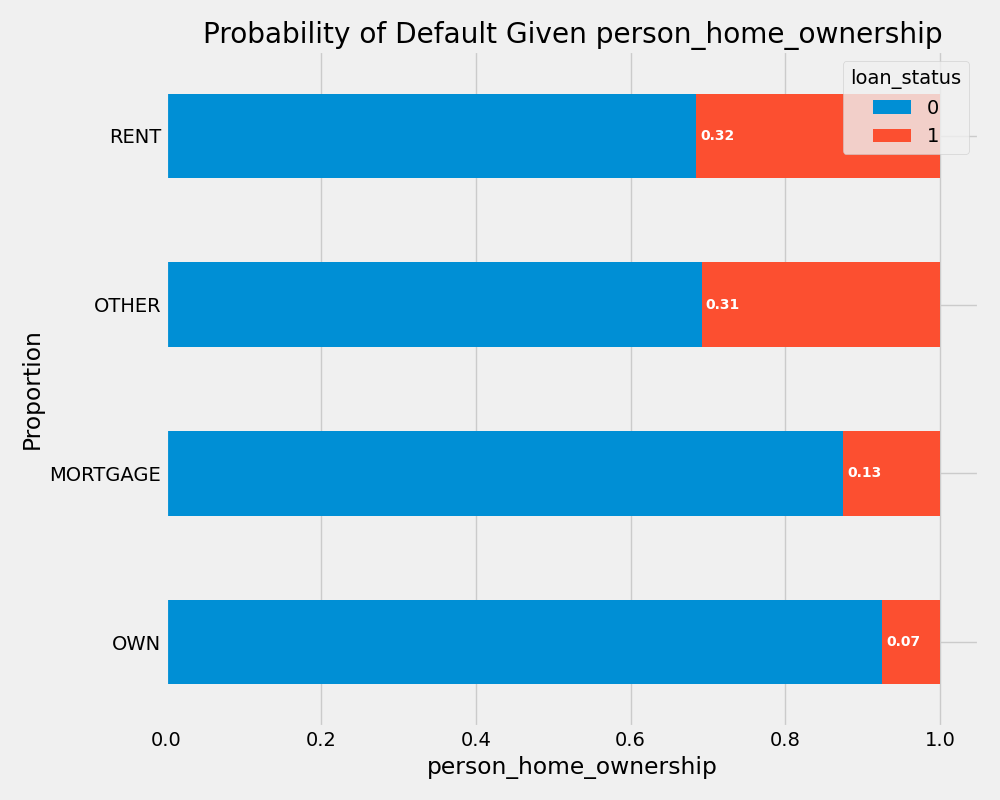 Probability of Default Given person_home_ownership
loan_status
0
1
RENT
0.32
OTHER
0.31
Proportion
MORTGAGE
0.13
OWN
0.07
0.0 0.2 0.4 0.6 0.8 1.0
person_home_ownership